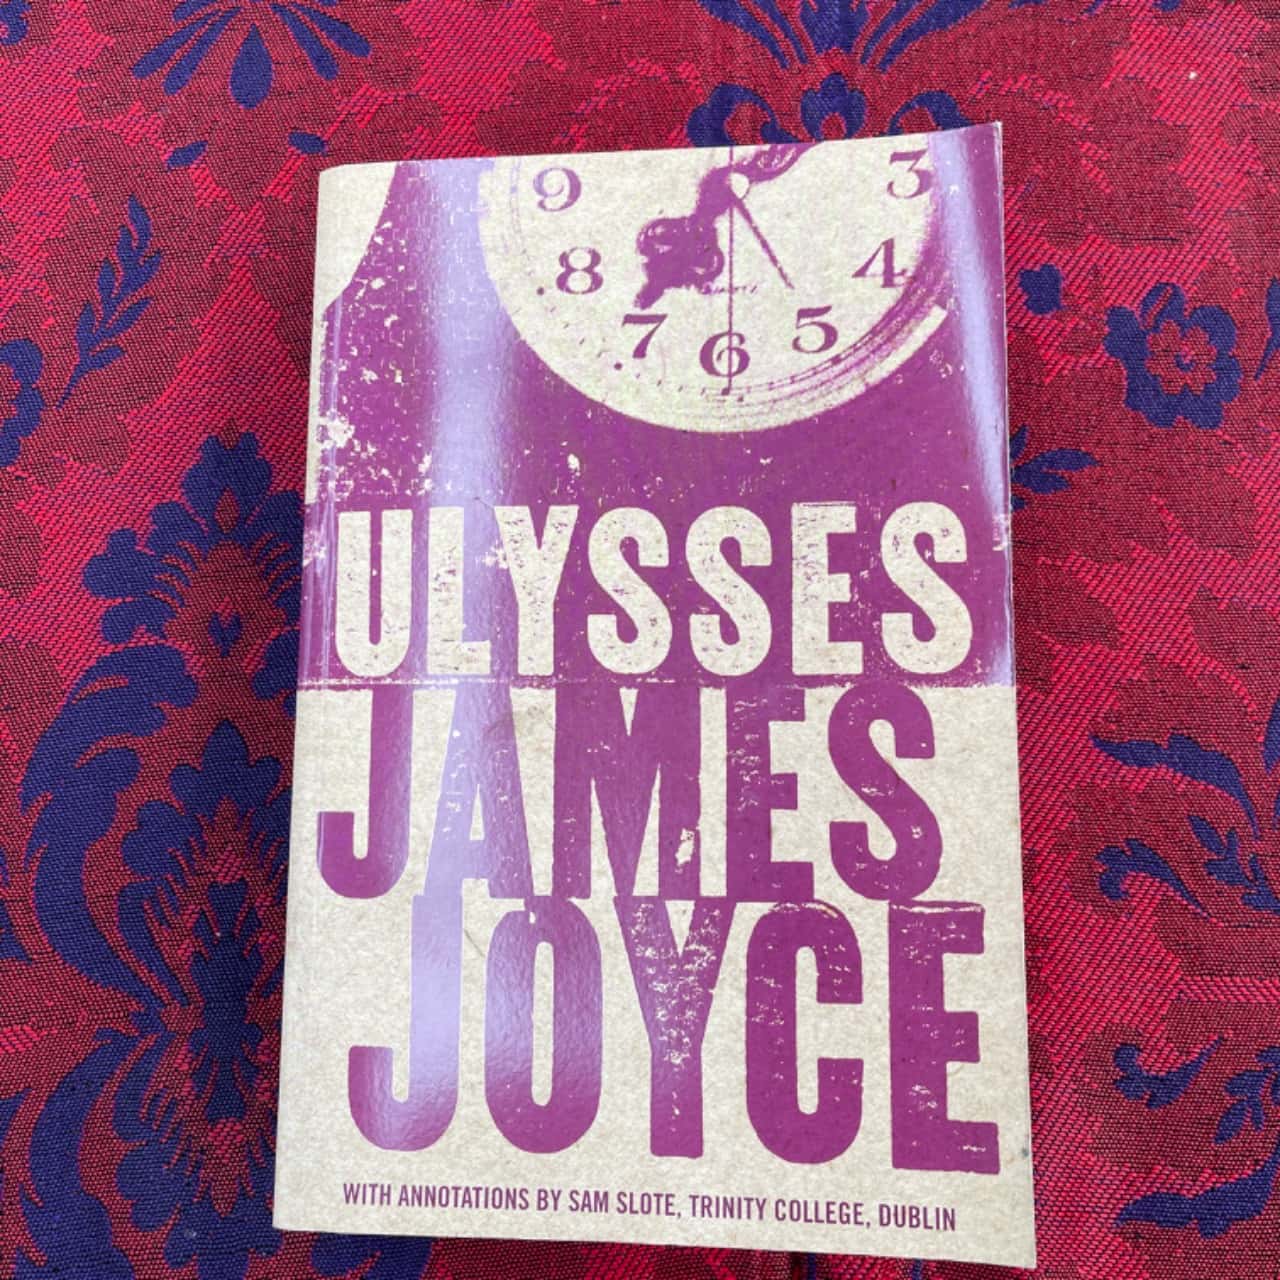 9 3
8 4
7 6 5
ULYSSES
JAMES
JOYCE
WITH ANNOTATIONS BY SAM SLOTE, TRINITY COLLEGE, DUBLIN